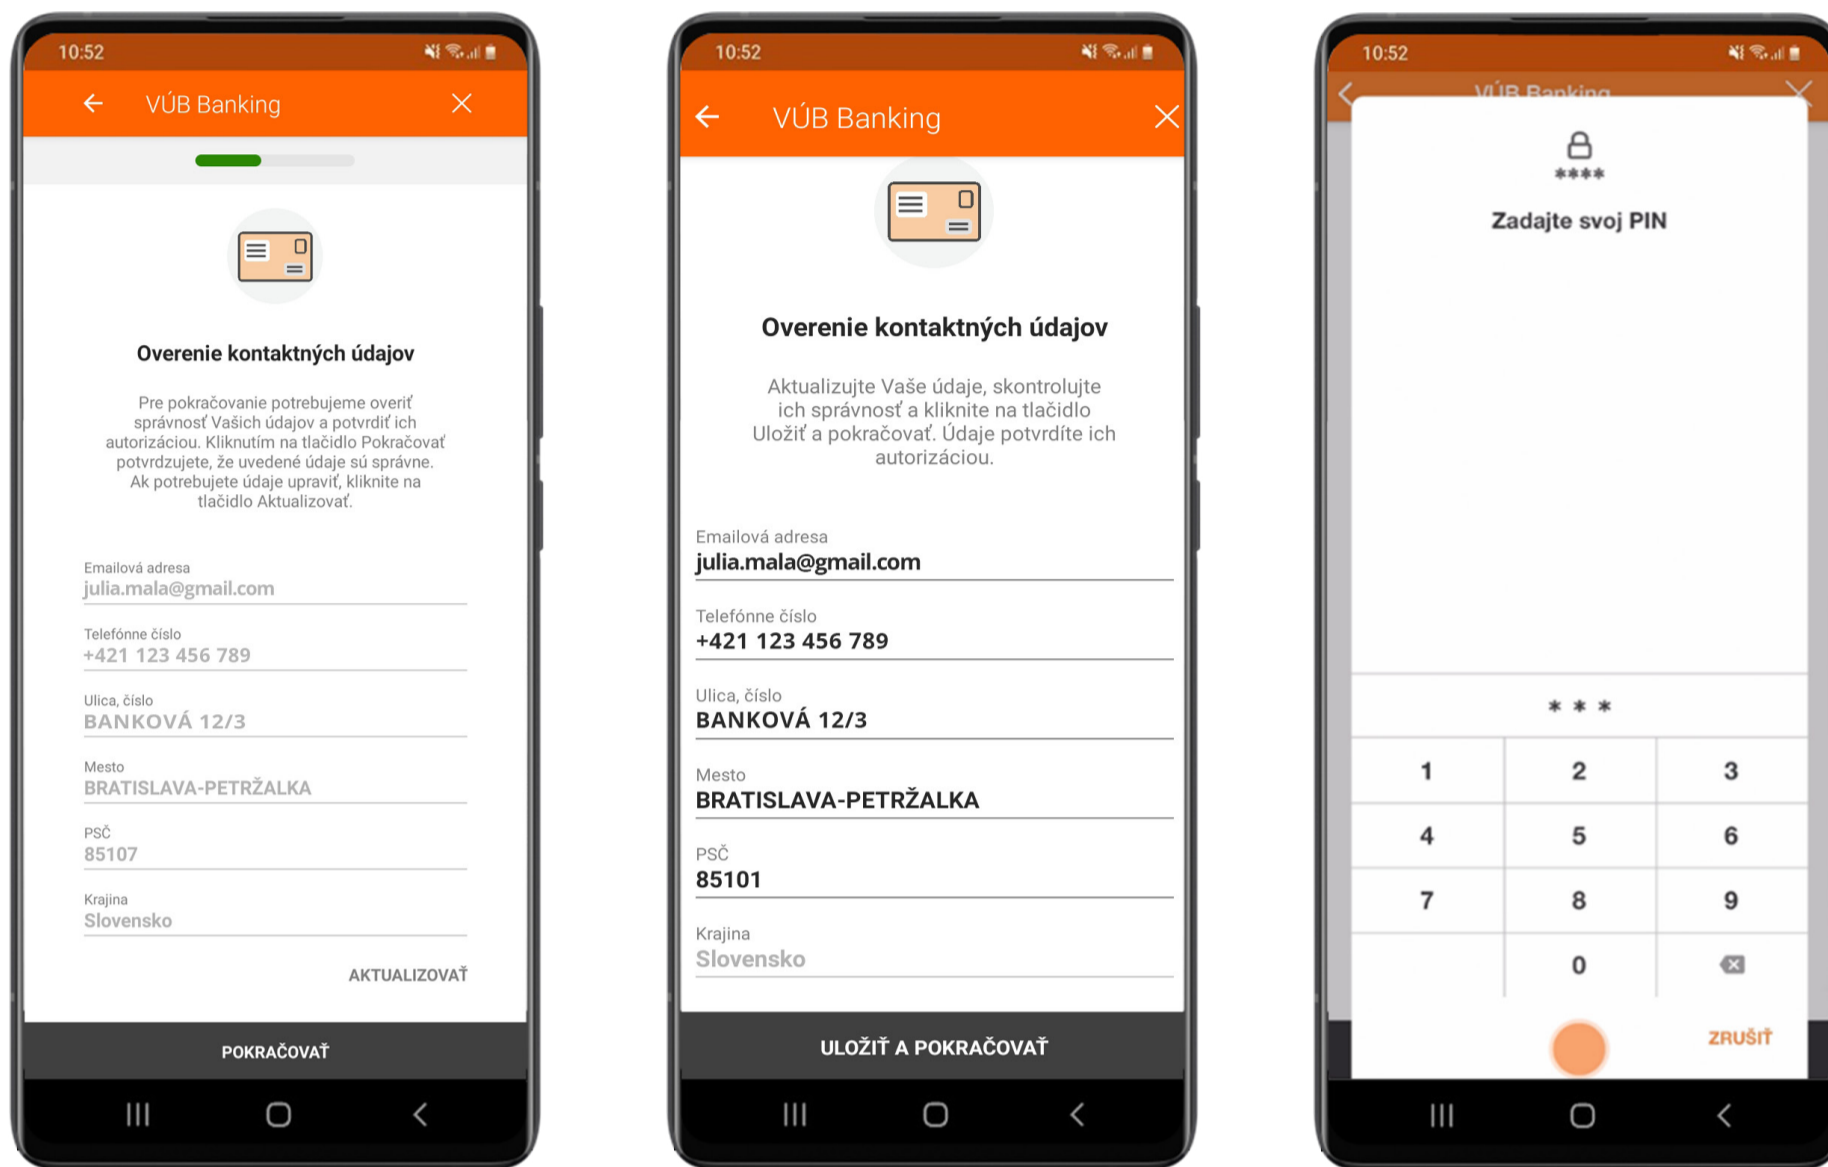 10:52
VÚB Banking
Overenie kontaktných údajov
Pre pokračovanie potrebujeme overiť
správnosť Vašich údajov a potvrdiť ich
autorizáciou. Kliknutím na tlačidlo Pokračovať
potvrdzujete, že uvedené údaje sú správne.
Ak potrebujete údaje upraviť, kliknite na
tlačidlo Aktualizovať.
Emailová adresa
julia.mala@gmail.com
Telefónne číslo
+421 123 456 789
Ulica, číslo
BANKOVÁ 12/3
Mesto
BRATISLAVA-PETRŽALKA
PSČ
85107
Krajina
Slovensko
AKTUALIZOVAŤ
POKRAČOVAŤ
10:52
VÚB Banking
Overenie kontaktných údajov
Aktualizujte Vaše údaje, skontrolujte
ich správnosť a kliknite na tlačidlo
Uložiť a pokračovať. Údaje potvrdíte ich
autorizáciou.
Emailová adresa
julia.mala@gmail.com
Telefónne číslo
+421 123 456 789
Ulica, číslo
BANKOVÁ 12/3
Mesto
BRATISLAVA-PETRŽALKA
PSČ
85101
Krajina
Slovensko
ULOŽIŤ A POKRAČOVAŤ
10:52
VÚB Banking
****
Zadajte svoj PIN
* * *
1 2 3
4 5 6
7 8 9
0
ZRUŠIŤ